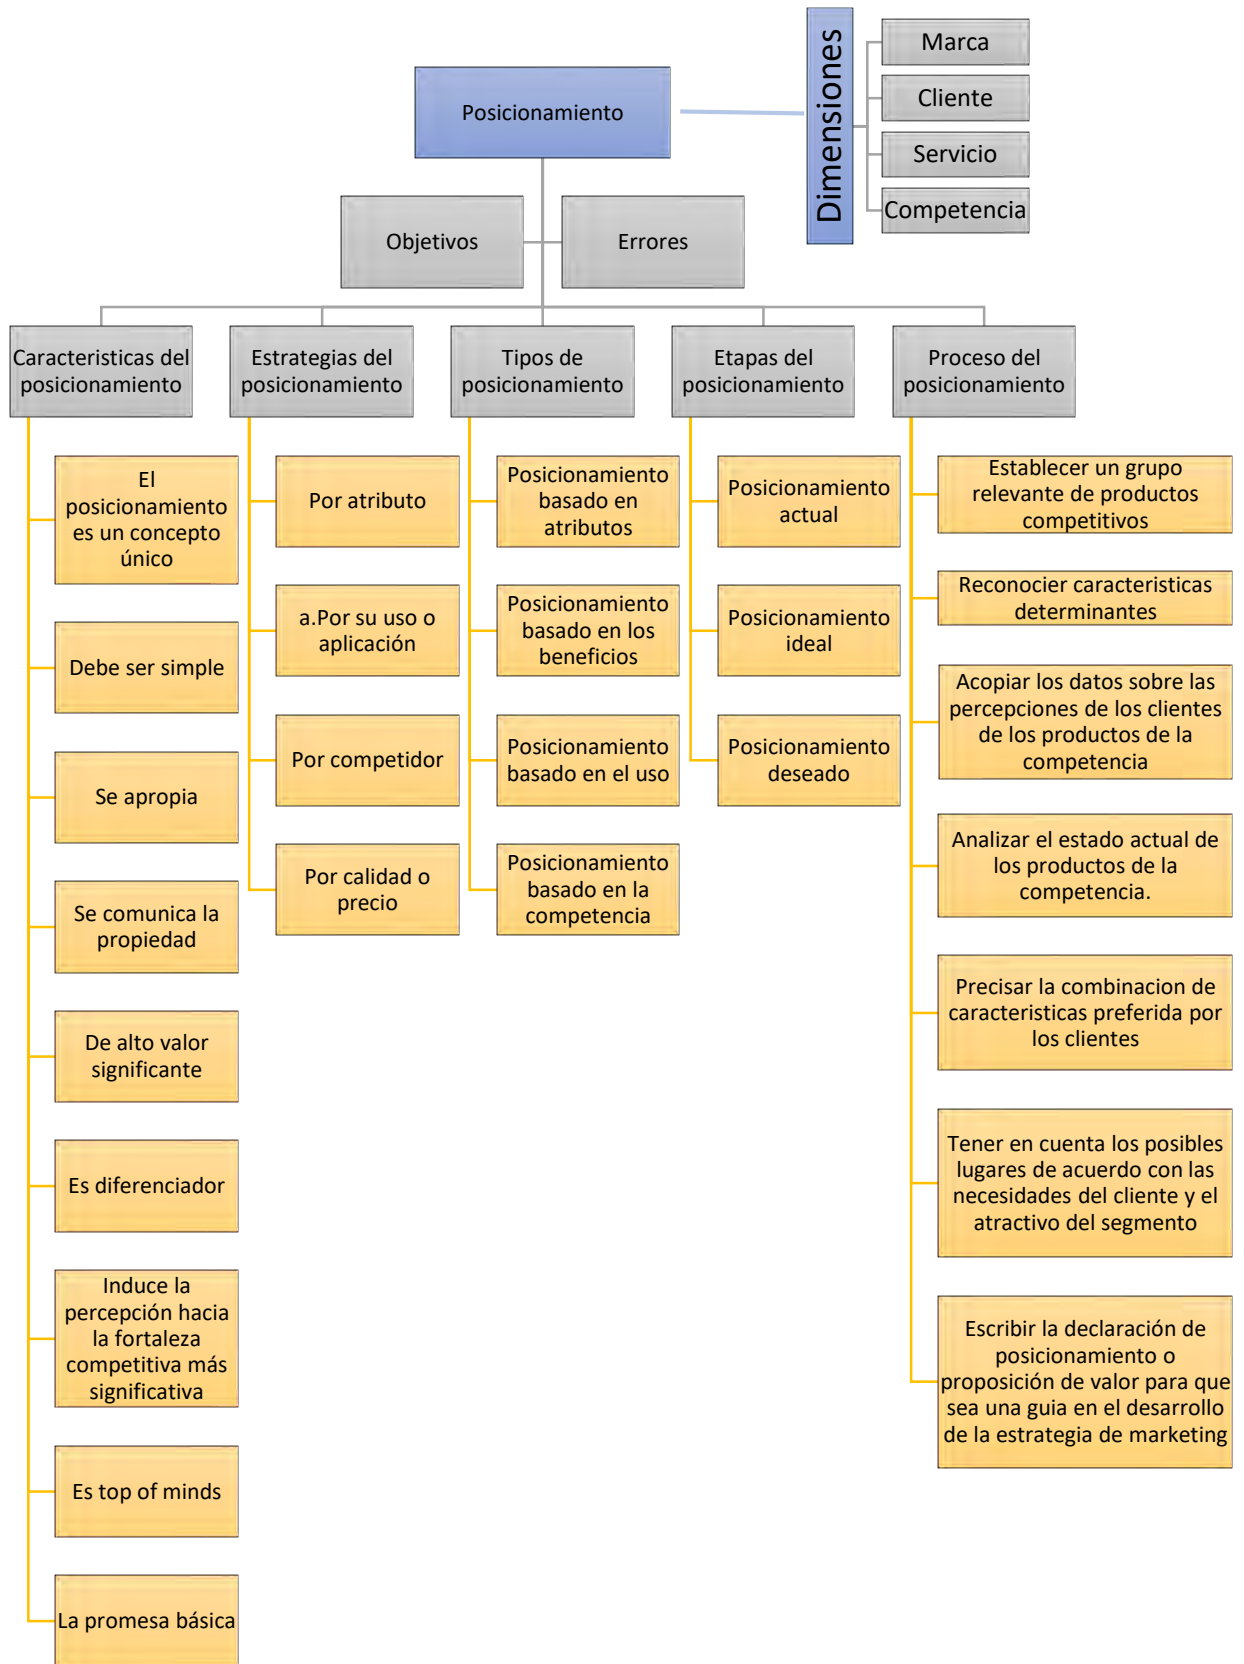 Posicionamiento
Dimensiones
Marca
Cliente
Servicio
Competencia
Objetivos
Errores
Caracteristicas del
posicionamiento
El
posicionamiento
es un concepto
único
Debe ser simple
Se apropia
Se comunica la
propiedad
De alto valor
significante
Es diferenciador
Induce la
percepción hacia
la fortaleza
competitiva más
significativa
Es top of minds
La promesa básica
Estrategias del
posicionamiento
Por atributo
a.Por su uso o
aplicación
Por competidor
Por calidad o
precio
Tipos de
posicionamiento
Posicionamiento
basado en
atributos
Posicionamiento
basado en los
beneficios
Posicionamiento
basado en el uso
Posicionamiento
basado en la
competencia
Etapas del
posicionamiento
Posicionamiento
actual
Posicionamiento
ideal
Posicionamiento
deseado
Proceso del
posicionamiento
Establecer un grupo
relevante de productos
competitivos
Reconocier caracteristicas
determinantes
Acopiar los datos sobre las
percepciones de los clientes
de los productos de la
competencia
Analizar el estado actual de
los productos de la
competencia.
Precisar la combinacion de
caracteristicas preferida por
los clientes
Tener en cuenta los posibles
lugares de acuerdo con las
necesidades del cliente y el
atractivo del segmento
Escribir la declaración de
posicionamiento o
proposición de valor para que
sea una guia en el desarrollo
de la estrategia de marketing